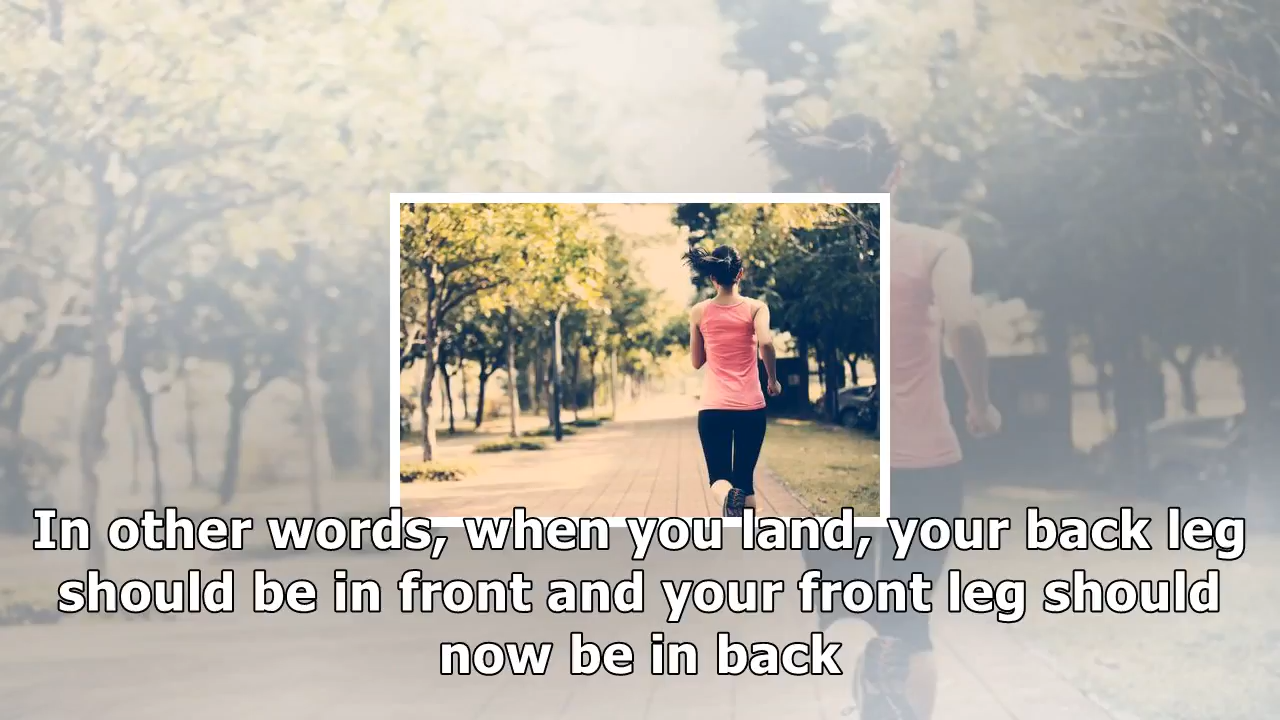 In other words, when you land, your back leg
should be in front and your front leg should
now be in back